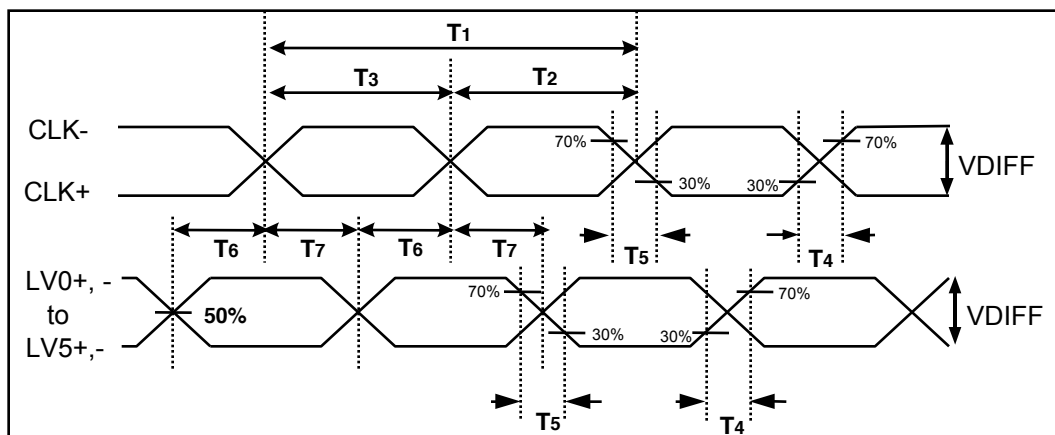 T1
T3 T2
CLK-
70% 70%
VDIFF
30% 30%
CLK+
T6 T7 T6 T7
T5 T4
LV0+, -
70% 70%
50%
to
VDIFF
30% 30%
LV5+,-
T5 T4